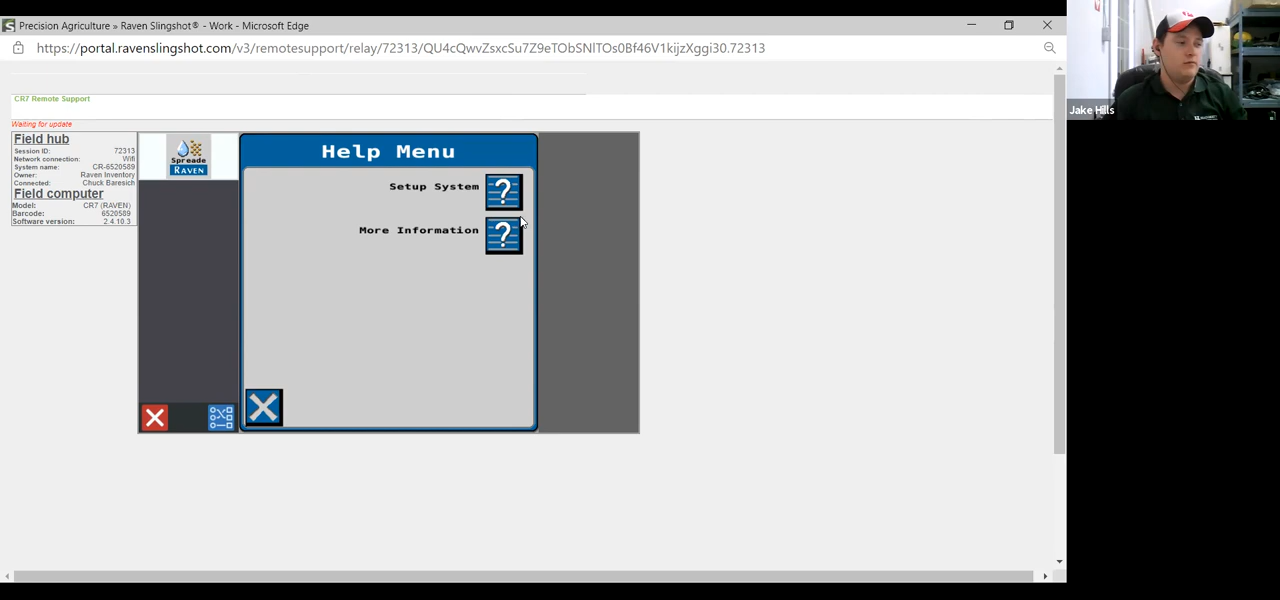 Precision Agriculture » Raven Slingshot® - Work - Microsoft Edge
https://portal.ravenslingshot.com/v3/remotesupport/relay/72313/QU4cQwvZsxcSu7Z9eTObSNlTOs0Bf46V1kijzXggi30.72313
Jake Hills
CR7 Remote Support
Waiting for update
Field hub
Session ID: 72313
Network connection: Wifi
System name: CR-6520589
Owner: Raven Inventory
Connected: Chuck Baresich
Field computer
Model: CR7 (RAVEN)
Barcode: 6520589
Software version: 2.4.10.3
Spreade
RAVEN
Help Menu
Setup System ?
More Information ?